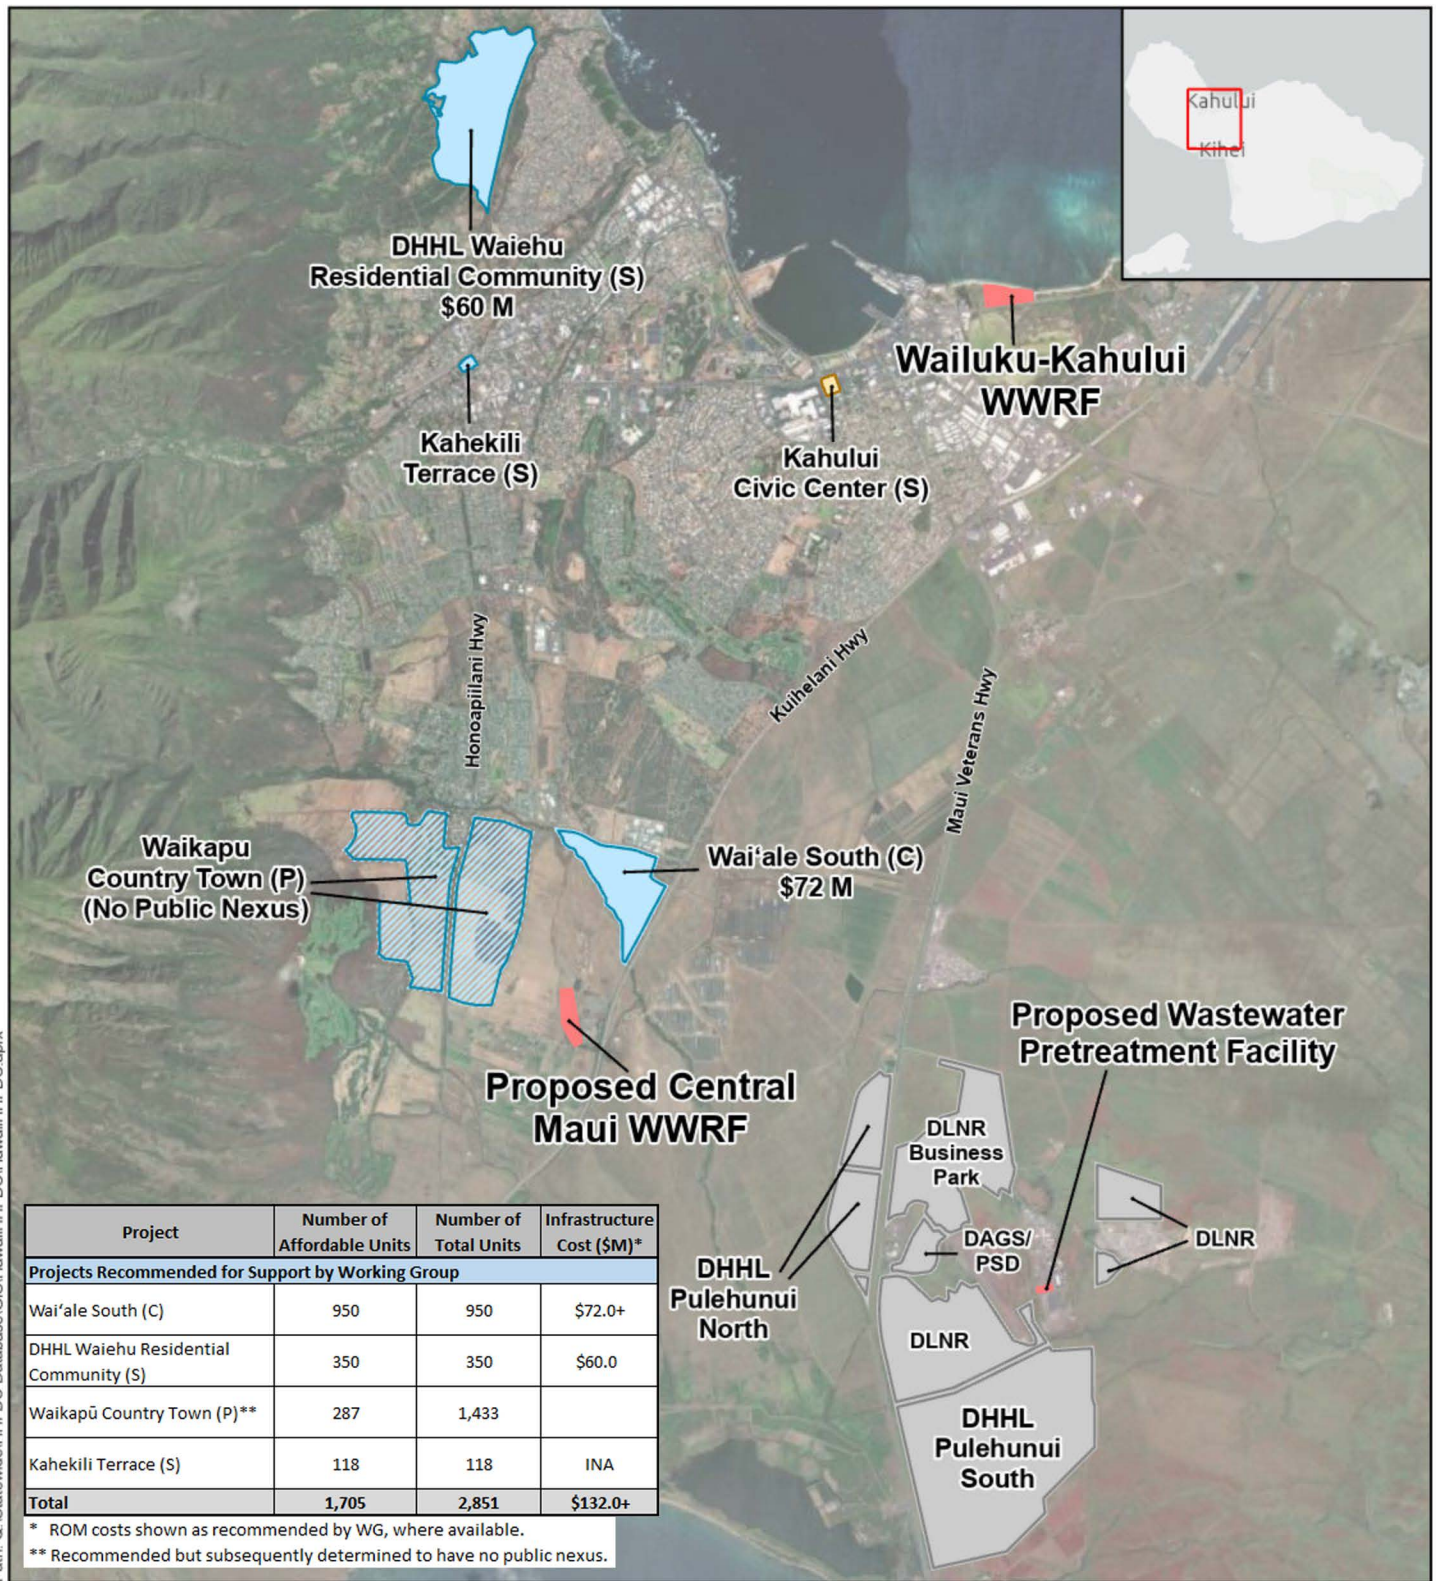 Kahului
Kihei
DHHL Waiehu
Residential Community (S)
$60 M
Wailuku-Kahului
WWRF
Kahekili
Terrace (S)
Kahului
Civic Center (S)
Honoapiilani Hwy
Kuihelani Hwy
Maui Veterans Hwy
Waikapu
Country Town (P)
(No Public Nexus)
Wai‘ale South (C)
$72 M
Proposed Central
Maui WWRF
Proposed Wastewater
Pretreatment Facility
DLNR
Business
Park
DLNR
DAGS/
PSD
DHHL
Pulehunui
North
DLNR
DHHL
Pulehunui
South
Project
Number of
Affordable Units
Number of
Total Units
Infrastructure
Cost ($M)*
Projects Recommended for Support by Working Group
Wai‘ale South (C) 950 950 $72.0+
DHHL Waiehu Residential
Community (S) 350 350 $60.0
Waikapū Country Town (P)** 287 1,433
Kahekili Terrace (S) 118 118 INA
Total 1,705 2,851 $132.0+
* ROM costs shown as recommended by WG, where available.
** Recommended but subsequently determined to have no public nexus.